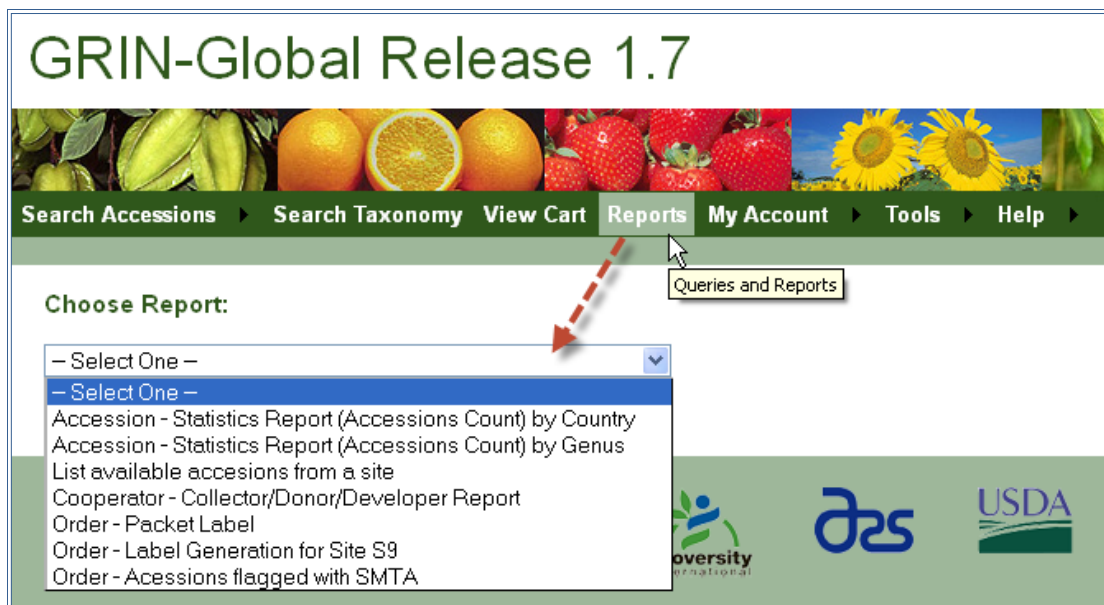 GRIN-Global Release 1.7
Search Accessions Search Taxonomy View Cart Reports My Account Tools Help
Queries and Reports
Choose Report:
– Select One –
– Select One –
Accession - Statistics Report (Accessions Count) by Country
Accession - Statistics Report (Accessions Count) by Genus
List available accesions from a site
Cooperator - Collector/Donor/Developer Report
Order - Packet Label
Order - Label Generation for Site S9
Order - Acessions flagged with SMTA
oversity
ernational
ars
USDA